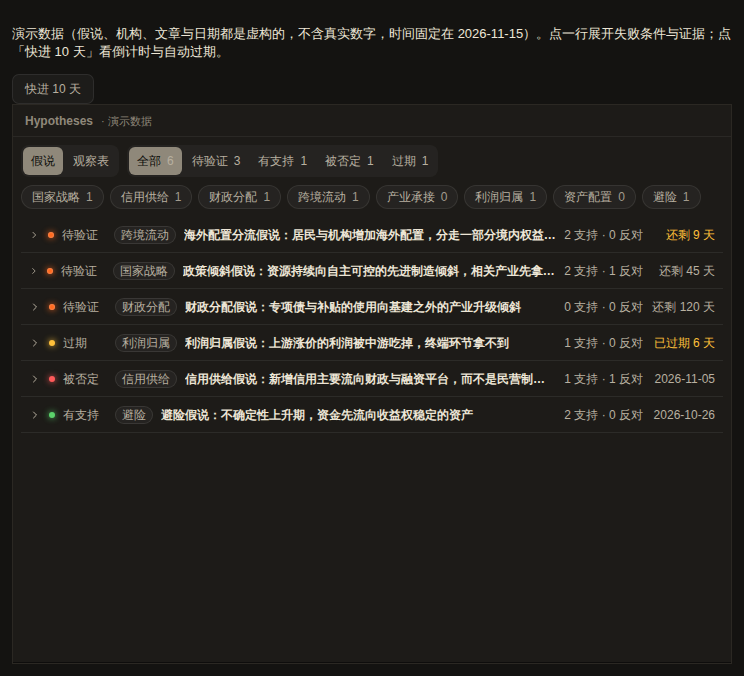 演示数据（假说、机构、文章与日期都是虚构的，不含真实数字，时间固定在 2026-11-15）。点一行展开失败条件与证据；点
「快进 10 天」看倒计时与自动过期。
快进 10 天
Hypotheses · 演示数据
假说 观察表 全部 6 待验证 3 有支持 1 被否定 1 过期 1
国家战略 1 信用供给 1 财政分配 1 跨境流动 1 产业承接 0 利润归属 1 资产配置 0 避险 1
待验证 跨境流动 海外配置分流假说：居民与机构增加海外配置，分走一部分境内权益… 2 支持 · 0 反对 还剩 9 天
待验证 国家战略 政策倾斜假说：资源持续向自主可控的先进制造倾斜，相关产业先拿… 2 支持 · 1 反对 还剩 45 天
待验证 财政分配 财政分配假说：专项债与补贴的使用向基建之外的产业升级倾斜 0 支持 · 0 反对 还剩 120 天
过期 利润归属 利润归属假说：上游涨价的利润被中游吃掉，终端环节拿不到 1 支持 · 0 反对 已过期 6 天
被否定 信用供给 信用供给假说：新增信用主要流向财政与融资平台，而不是民营制… 1 支持 · 1 反对 2026-11-05
有支持 避险 避险假说：不确定性上升期，资金先流向收益权稳定的资产 2 支持 · 0 反对 2026-10-26